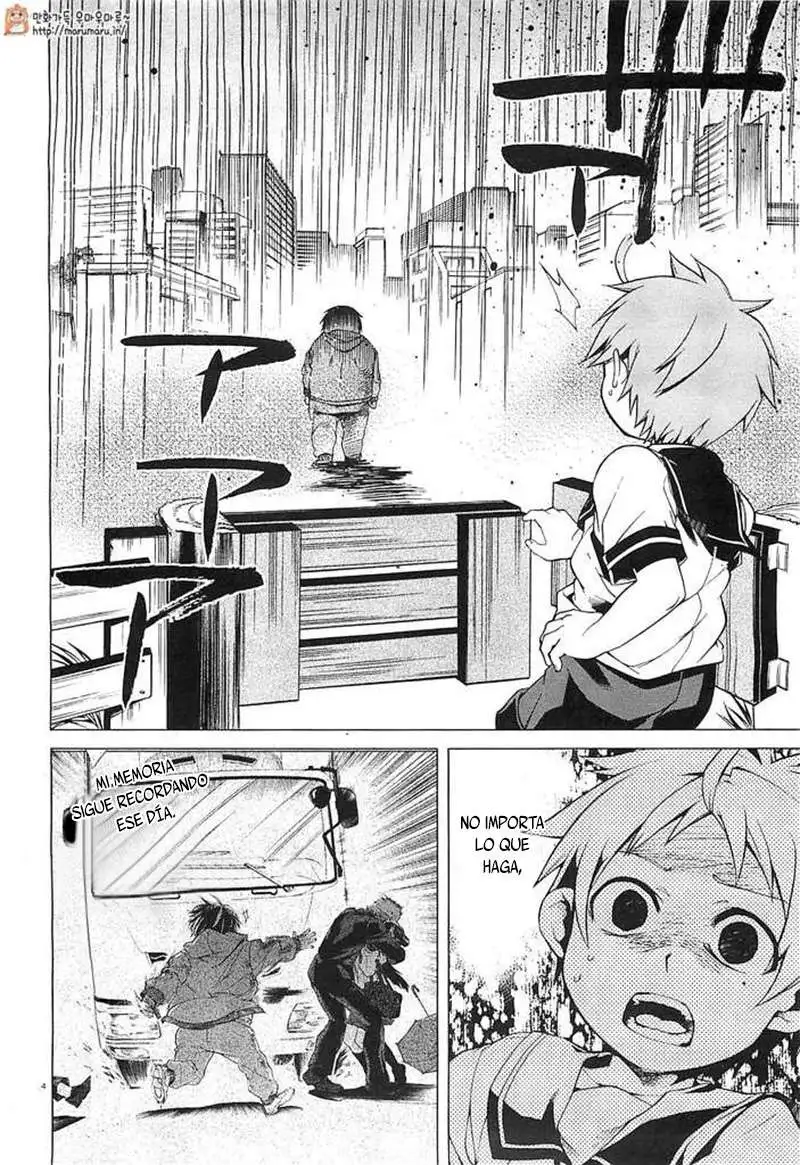 만화가득 우마우마루~
http://marumaru.in/
ザ
ア
ア
ア
ア
NO IMPORTA
LO QUE
HAGA,
MI MEMORIA
SIGUE RECORDANDO
ESE DÍA.
4